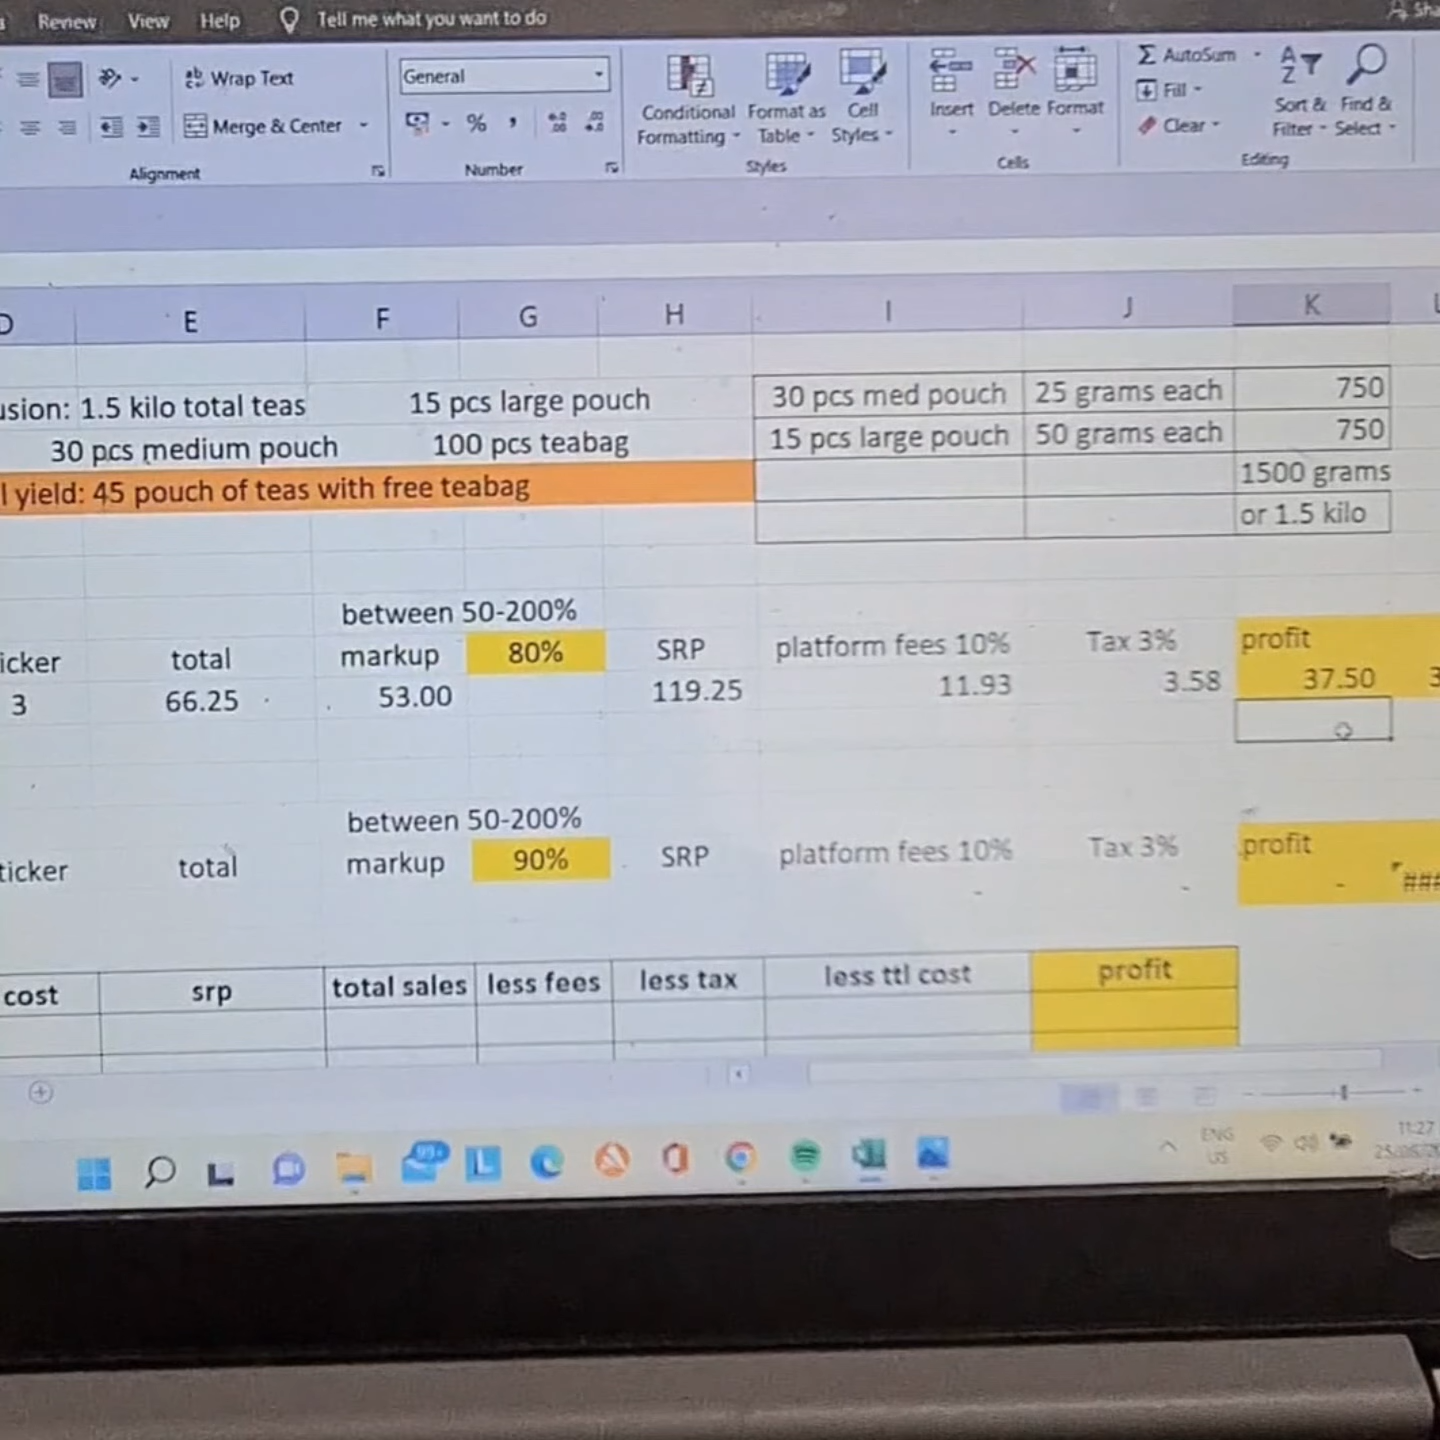 Review View Help Tell me what you want to do
Wrap Text
Merge & Center
Alignment
General
%
Number
Conditional Formatting
Format as Table
Cell Styles
Styles
Insert Delete Format
Cells
AutoSum
Fill
Clear
Sort & Filter
Find & Select
Editing
D E F G H I J K
usion: 1.5 kilo total teas 15 pcs large pouch 30 pcs med pouch 25 grams each 750
30 pcs medium pouch 100 pcs teabag 15 pcs large pouch 50 grams each 750
l yield: 45 pouch of teas with free teabag 1500 grams
or 1.5 kilo
between 50-200%
icker total markup 80% SRP platform fees 10% Tax 3% profit
3 66.25 53.00 119.25 11.93 3.58 37.50 3
between 50-200%
ticker total markup 90% SRP platform fees 10% Tax 3% profit
- - - ###
cost srp total sales less fees less tax less ttl cost profit
99+
ENG
US
11:27